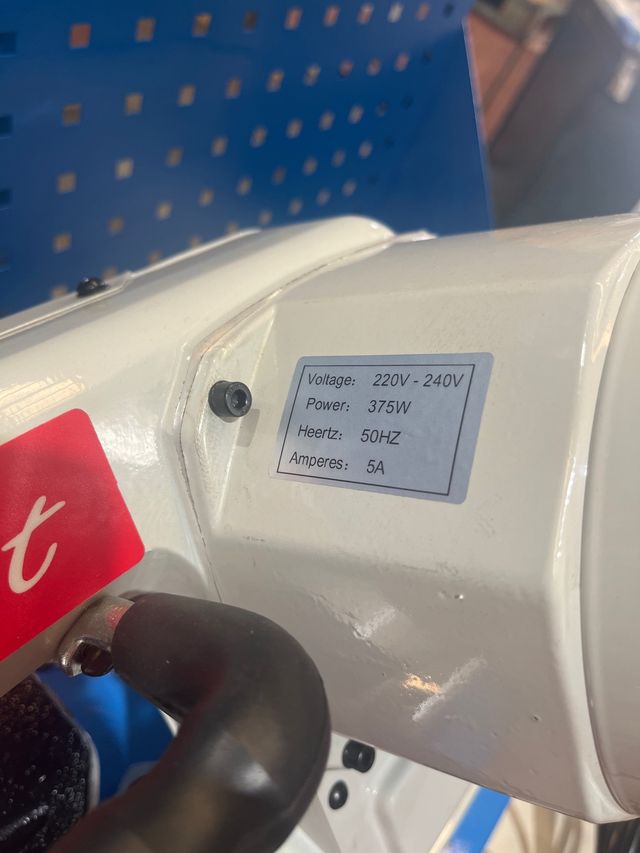 Voltage: 220V - 240V
Power: 375W
Heertz: 50HZ
Amperes: 5A
t